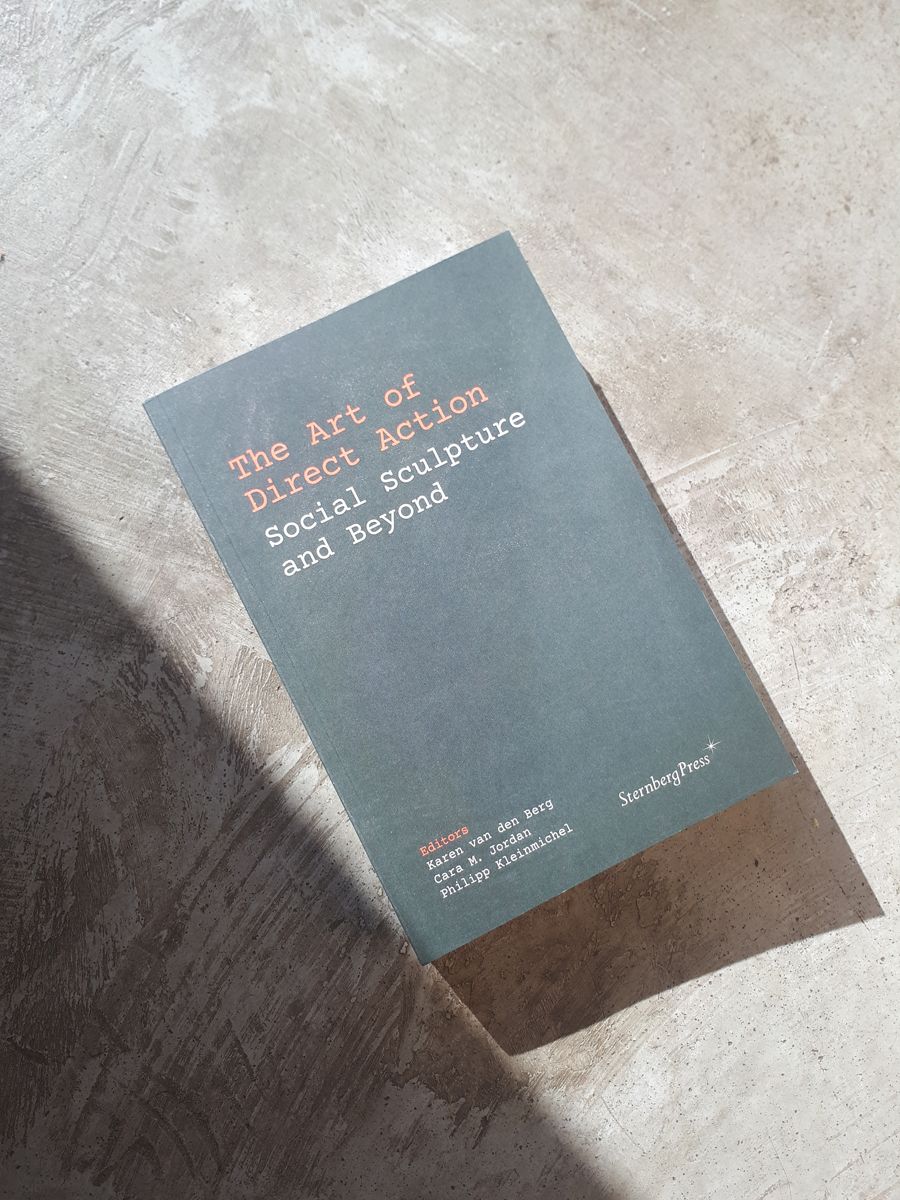 The Art of
Direct Action
Social Sculpture
and Beyond
Editors
Karen van den Berg
Cara M. Jordan
Philipp Kleinmichel
SternbergPress